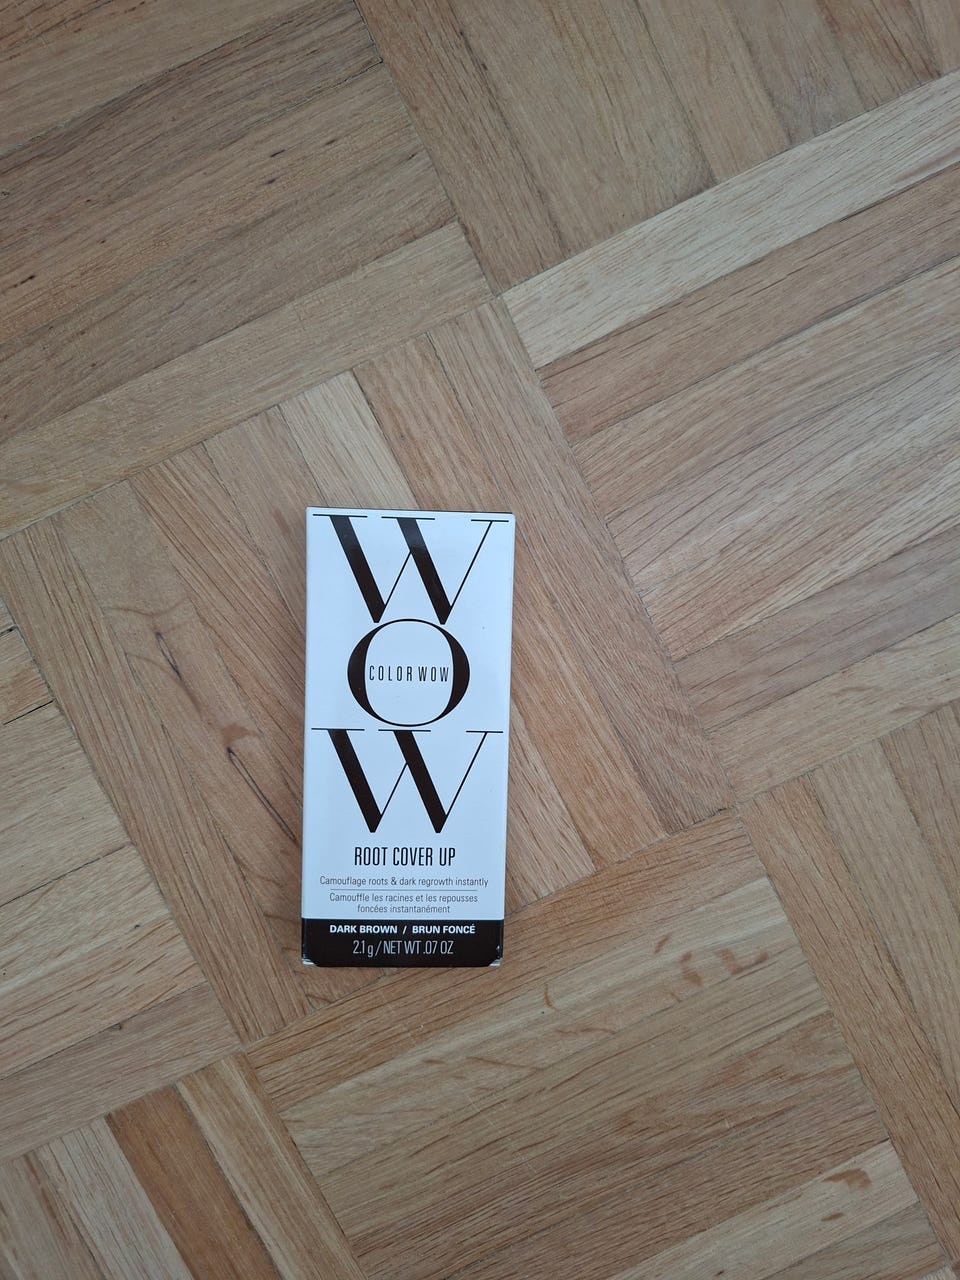 W
COLOR WOW
O
W
ROOT COVER UP
Camouflage roots & dark regrowth instantly
Camouffle les racines et les repousses
foncées instantanément
DARK BROWN / BRUN FONCÉ
2.1 g / NET WT .07 OZ